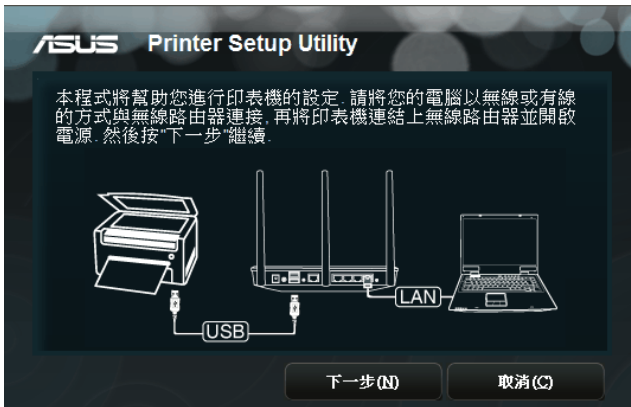 ASUS Printer Setup Utility
本程式將幫助您進行印表機的設定. 請將您的電腦以無線或有線
的方式與無線路由器連接, 再將印表機連結上無線路由器並開啟
電源. 然後按"下一步"繼續.
LAN
USB
下一步(N)
取消(C)